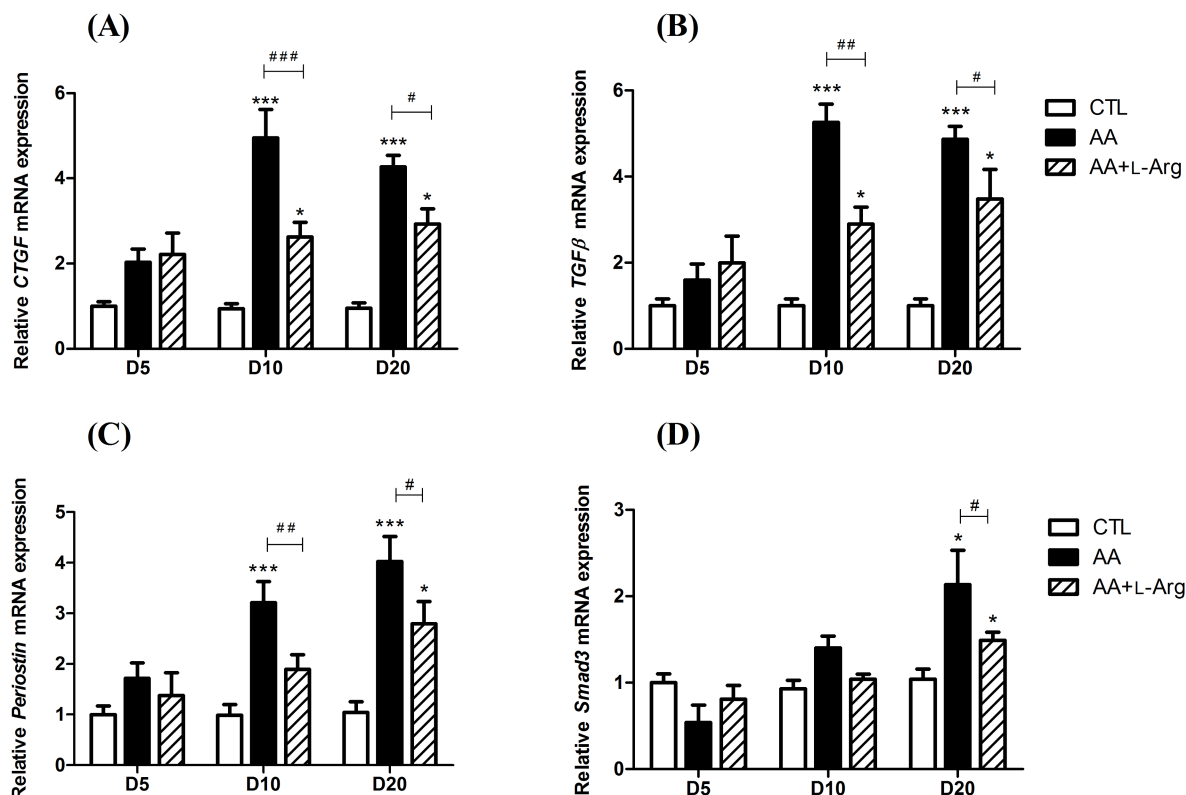 (A)
Relative CTGF mRNA expression
6
4
2
0
###
***
*
#
***
*
D5
D10
D20
(B)
Relative TGFβ mRNA expression
6
4
2
0
##
***
*
#
***
*
D5
D10
D20
CTL
AA
AA+L-Arg
(C)
Relative Periostin mRNA expression
5
4
3
2
1
0
##
***
#
***
*
D5
D10
D20
(D)
Relative Smad3 mRNA expression
3
2
1
0
#
*
*
D5
D10
D20
CTL
AA
AA+L-Arg